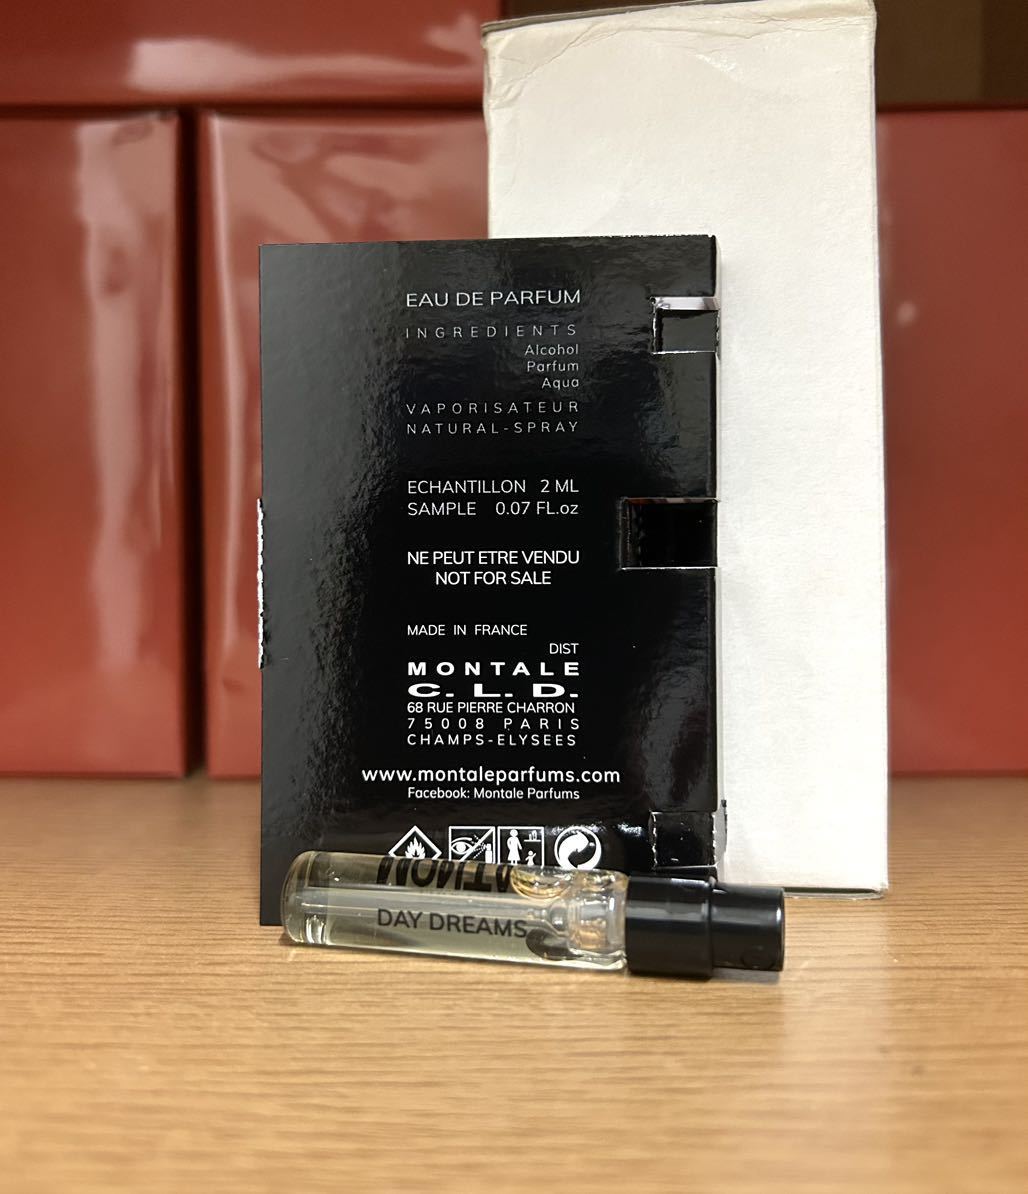 EAU DE PARFUM
INGREDIENTS
Alcohol
Parfum
Aqua
VAPORISATEUR
NATURAL-SPRAY
ECHANTILLON 2 ML
SAMPLE 0.07 FL.oz
NE PEUT ETRE VENDU
NOT FOR SALE
MADE IN FRANCE
DIST
MONTALE
C. L. D.
68 RUE PIERRE CHARRON
75008 PARIS
CHAMPS-ELYSEES
www.montaleparfums.com
Facebook: Montale Parfums
DAY DREAMS